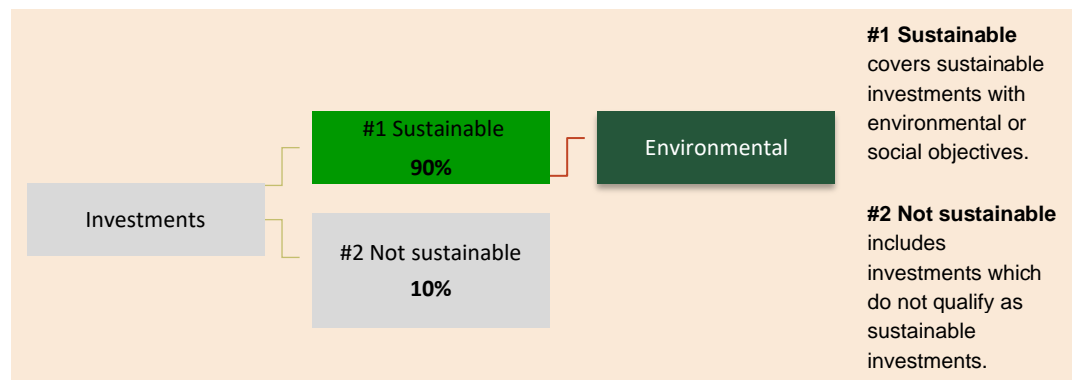 Investments
#1 Sustainable
90%
Environmental
#2 Not sustainable
10%
#1 Sustainable
covers sustainable
investments with
environmental or
social objectives.
#2 Not sustainable
includes
investments which
do not qualify as
sustainable
investments.